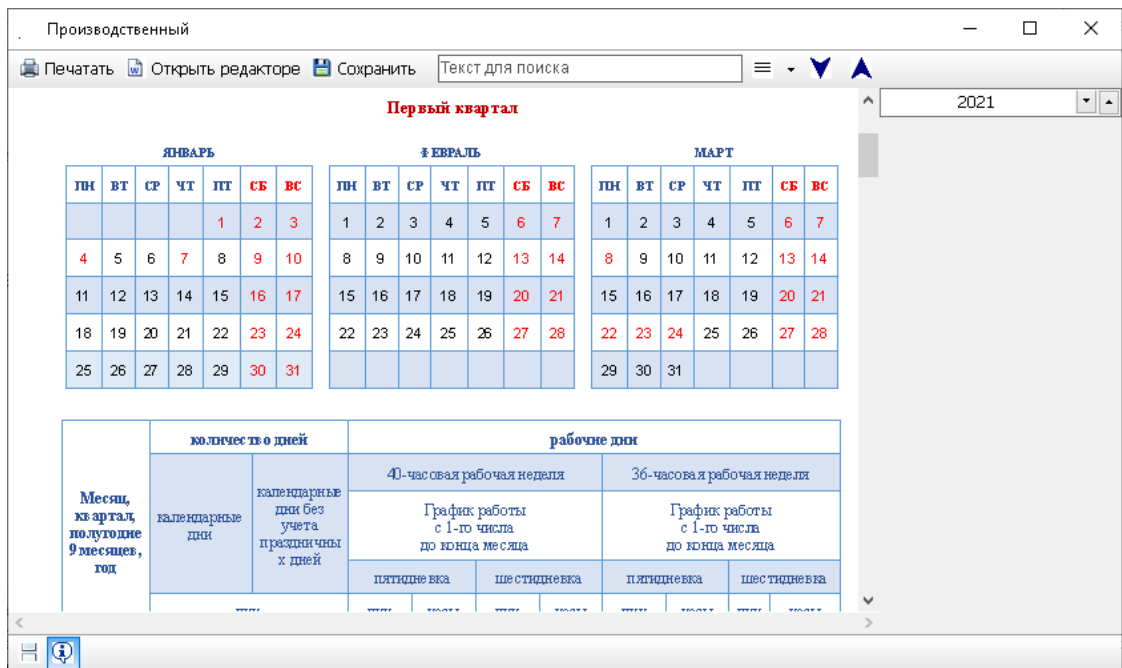 Производственный
Печатать Открыть редакторе Сохранить Текст для поиска
2021
Первый квартал
ЯНВАРЬ ФЕВРАЛЬ МАРТ
ПН ВТ СР ЧТ ПТ СБ ВС ПН ВТ СР ЧТ ПТ СБ ВС ПН ВТ СР ЧТ ПТ СБ ВС
1 2 3 1 2 3 4 5 6 7 1 2 3 4 5 6 7
4 5 6 7 8 9 10 8 9 10 11 12 13 14 8 9 10 11 12 13 14
11 12 13 14 15 16 17 15 16 17 18 19 20 21 15 16 17 18 19 20 21
18 19 20 21 22 23 24 22 23 24 25 26 27 28 22 23 24 25 26 27 28
25 26 27 28 29 30 31 29 30 31
Месяц,
квартал,
полугодие
9 месяцев,
год
количество дней
календарные
дни
календарные
дни без
учета
праздничны
х дней
рабочие дни
40-часовая рабочая неделя 36-часовая рабочая неделя
График работы
с 1-го числа
до конца месяца
График работы
с 1-го числа
до конца месяца
пятидневка шестидневка пятидневка шестидневка